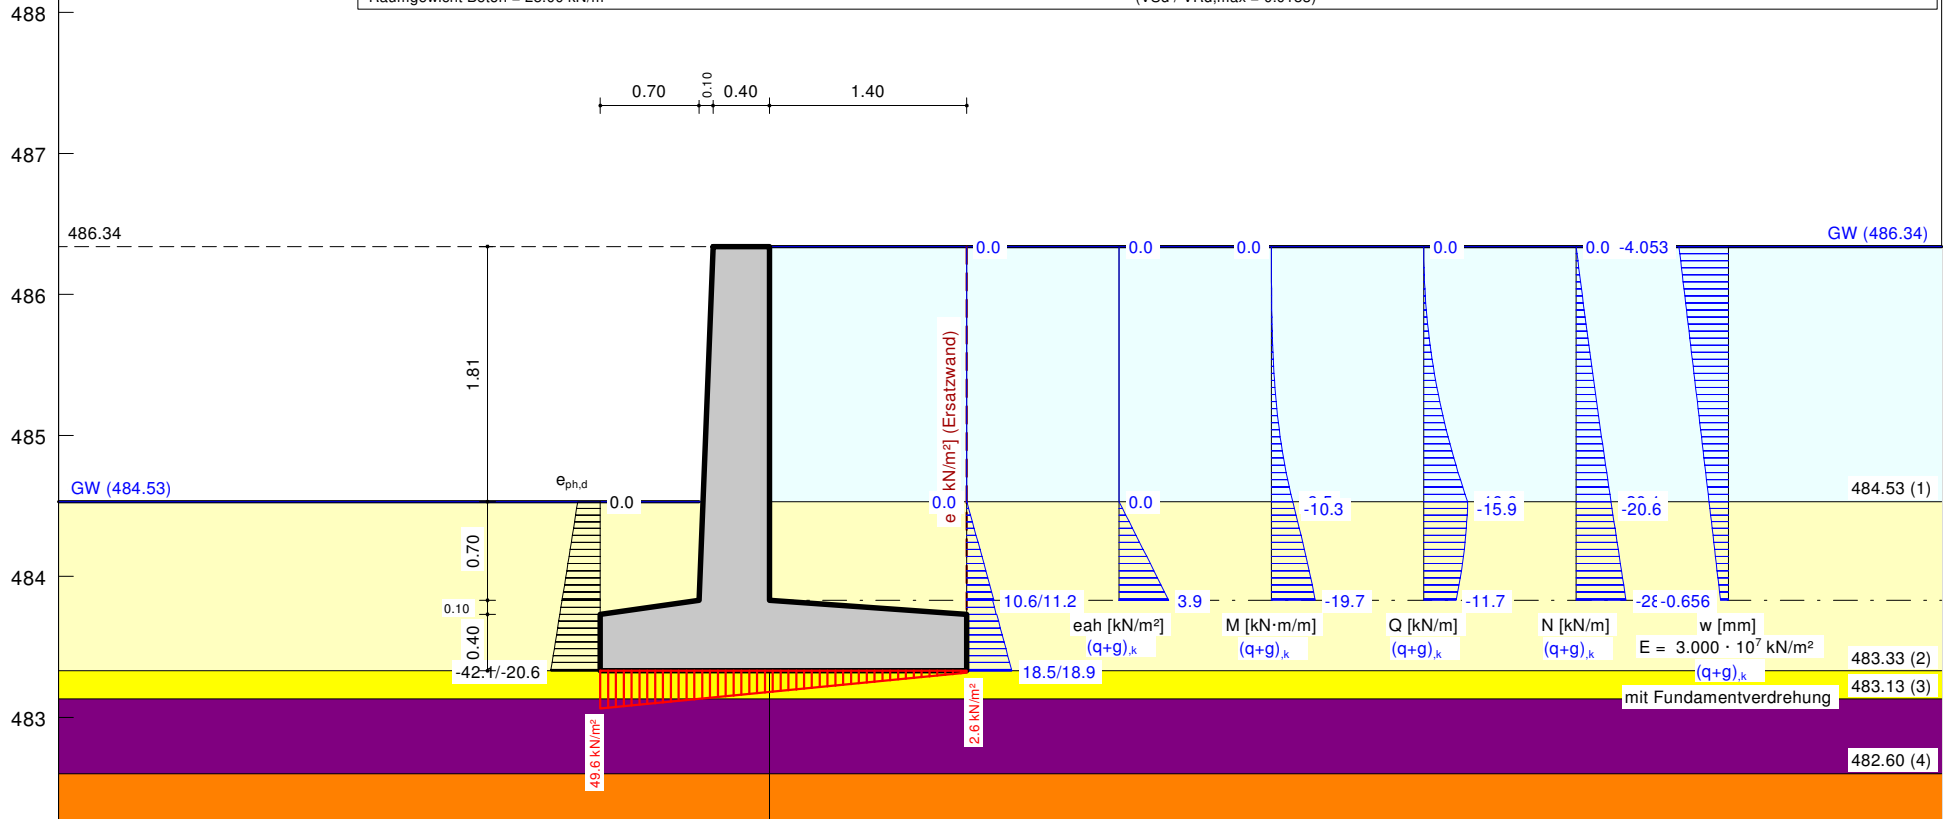 488
0.70
0.10
0.40
1.40
487
486.34
GW (486.34)
0.0
0.0
0.0
0.0
0.0
-4.053
486
1.81
e
kN/m²] (Ersatzwand)
485
GW (484.53)
e ph,d
0.0
0.0
0.0
-10.3
-15.9
-20.6
484.53 (1)
484
0.70
0.10
0.40
10.6/11.2
3.9
-19.7
-11.7
-0.656
eah [kN/m²]
(q+g),k
M [kN·m/m]
(q+g),k
Q [kN/m]
(q+g),k
N [kN/m]
(q+g),k
w [mm]
E = 3.000 · 10⁷ kN/m²
(q+g),k
mit Fundamentverdrehung
-42.1/-20.6
18.5/18.9
483.33 (2)
483.13 (3)
483
49.6 kN/m²
2.6 kN/m²
482.60 (4)